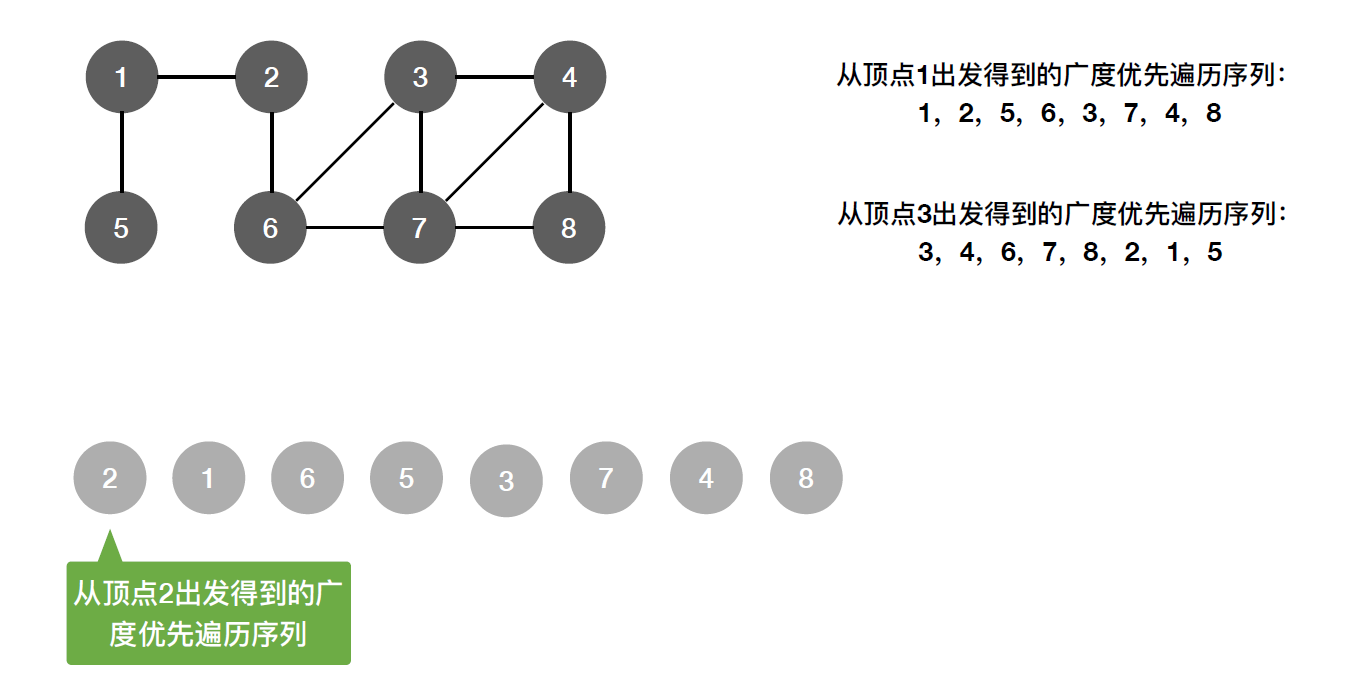 1 2 3 4
5 6 7 8
从顶点1出发得到的广度优先遍历序列：
1，2，5，6，3，7，4，8
从顶点3出发得到的广度优先遍历序列：
3，4，6，7，8，2，1，5
2 1 6 5 3 7 4 8
从顶点2出发得到的广
度优先遍历序列